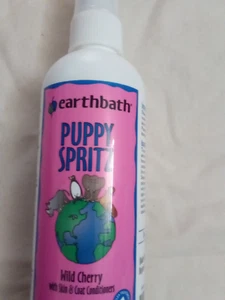 earthbath
PUPPY
SPRITZ
Wild Cherry
with Skin & Coat Conditioners